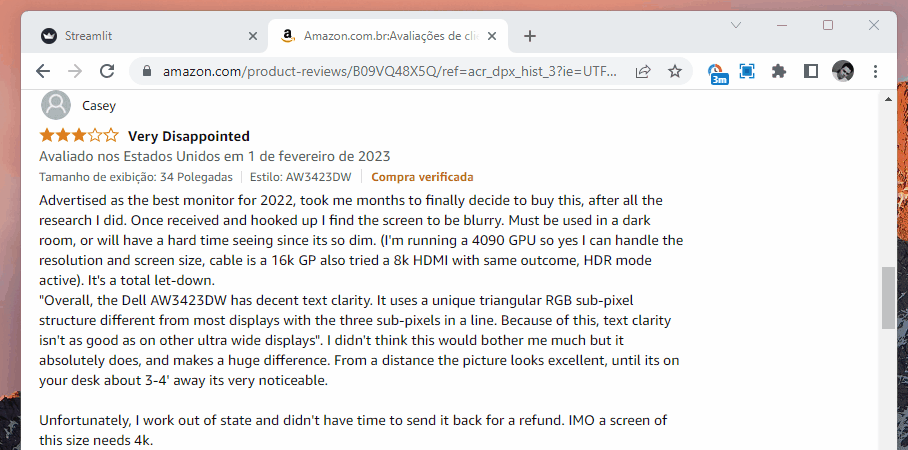 Streamlit
Amazon.com.br:Avaliações de clie
amazon.com/product-reviews/B09VQ48X5Q/ref=acr_dpx_hist_3?ie=UTF...
3m
Casey
Very Disappointed
Avaliado nos Estados Unidos em 1 de fevereiro de 2023
Tamanho de exibição: 34 Polegadas | Estilo: AW3423DW | Compra verificada
Advertised as the best monitor for 2022, took me months to finally decide to buy this, after all the
research I did. Once received and hooked up I find the screen to be blurry. Must be used in a dark
room, or will have a hard time seeing since its so dim. (I'm running a 4090 GPU so yes I can handle the
resolution and screen size, cable is a 16k GP also tried a 8k HDMI with same outcome, HDR mode
active). It's a total let-down.
"Overall, the Dell AW3423DW has decent text clarity. It uses a unique triangular RGB sub-pixel
structure different from most displays with the three sub-pixels in a line. Because of this, text clarity
isn't as good as on other ultra wide displays". I didn't think this would bother me much but it
absolutely does, and makes a huge difference. From a distance the picture looks excellent, until its on
your desk about 3-4' away its very noticeable.
Unfortunately, I work out of state and didn't have time to send it back for a refund. IMO a screen of
this size needs 4k.